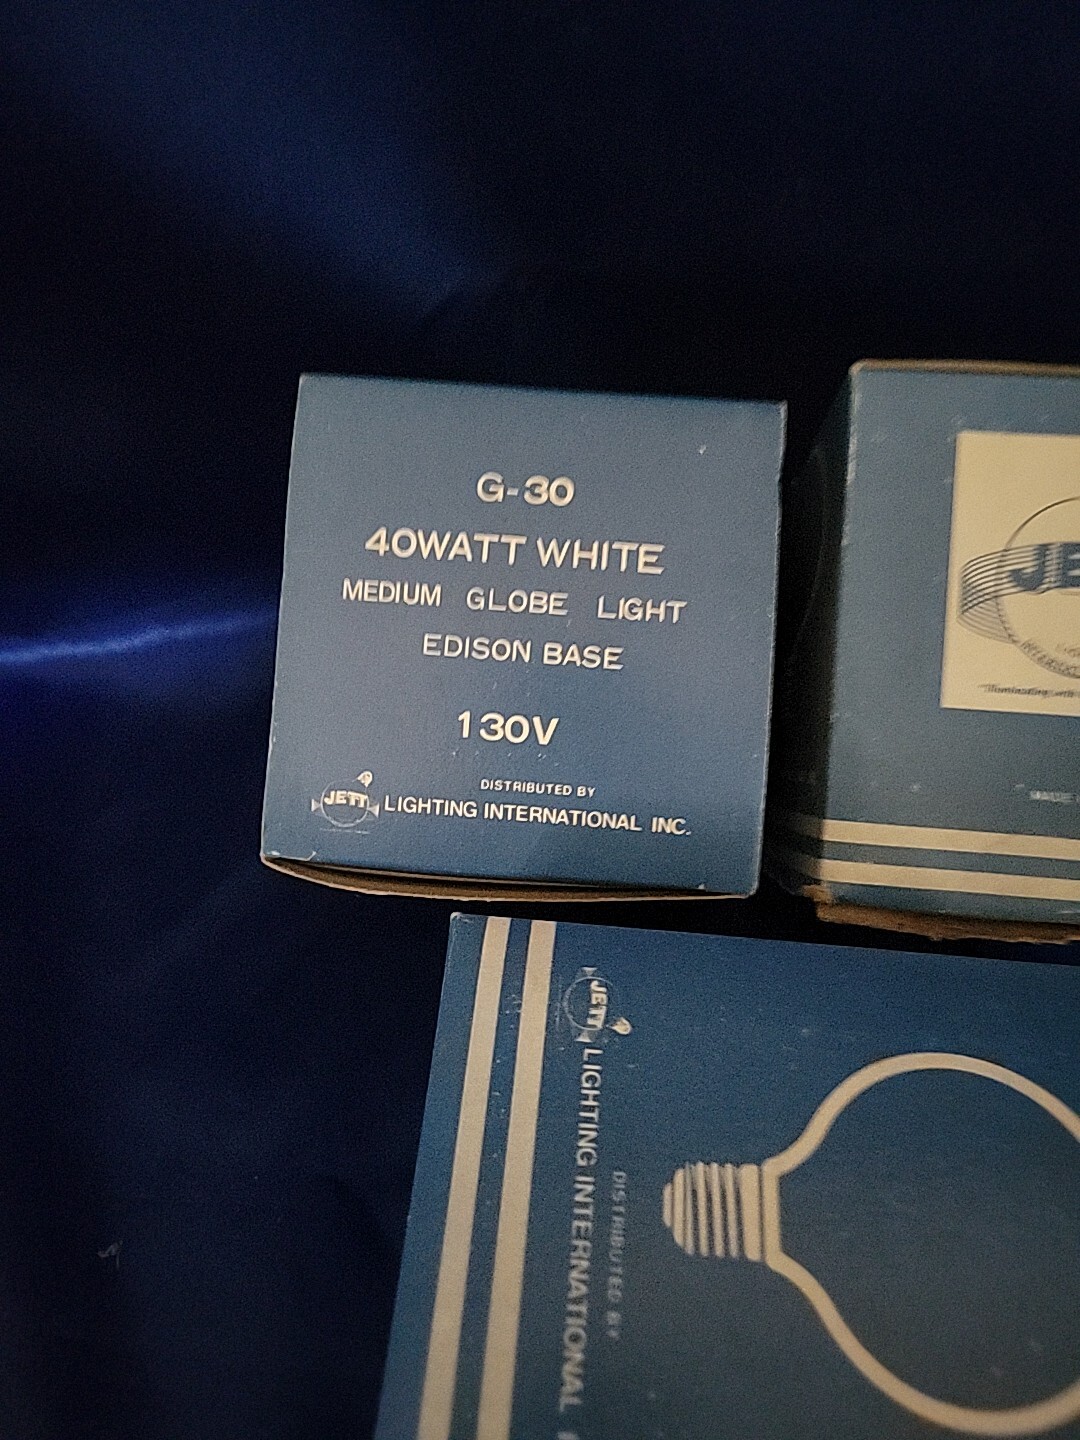 G-30
40WATT WHITE
MEDIUM GLOBE LIGHT
EDISON BASE
130V
DISTRIBUTED BY
JETT LIGHTING INTERNATIONAL INC.
JE
JETT LIGHTING INTERNATIONAL
DISTRIBUTED BY